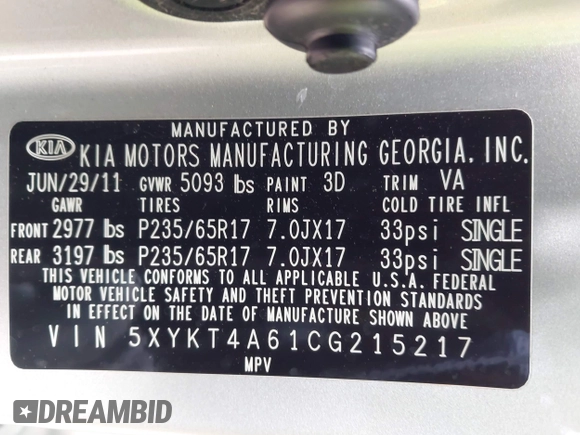 MANUFACTURED BY
KIA KIA MOTORS MANUFACTURING GEORGIA, INC.
JUN/29/11 GVWR 5093 lbs PAINT 3D TRIM VA
GAWR TIRES RIMS COLD TIRE INFL
FRONT 2977 lbs P235/65R17 7.0JX17 33psi SINGLE
REAR 3197 lbs P235/65R17 7.0JX17 33psi SINGLE
THIS VEHICLE CONFORMS TO ALL APPLICABLE U.S.A. FEDERAL
MOTOR VEHICLE SAFETY AND THEFT PREVENTION STANDARDS
IN EFFECT ON THE DATE OF MANUFACTURE SHOWN ABOVE
VIN 5XYKT4A61CG215217
MPV
DREAMBID